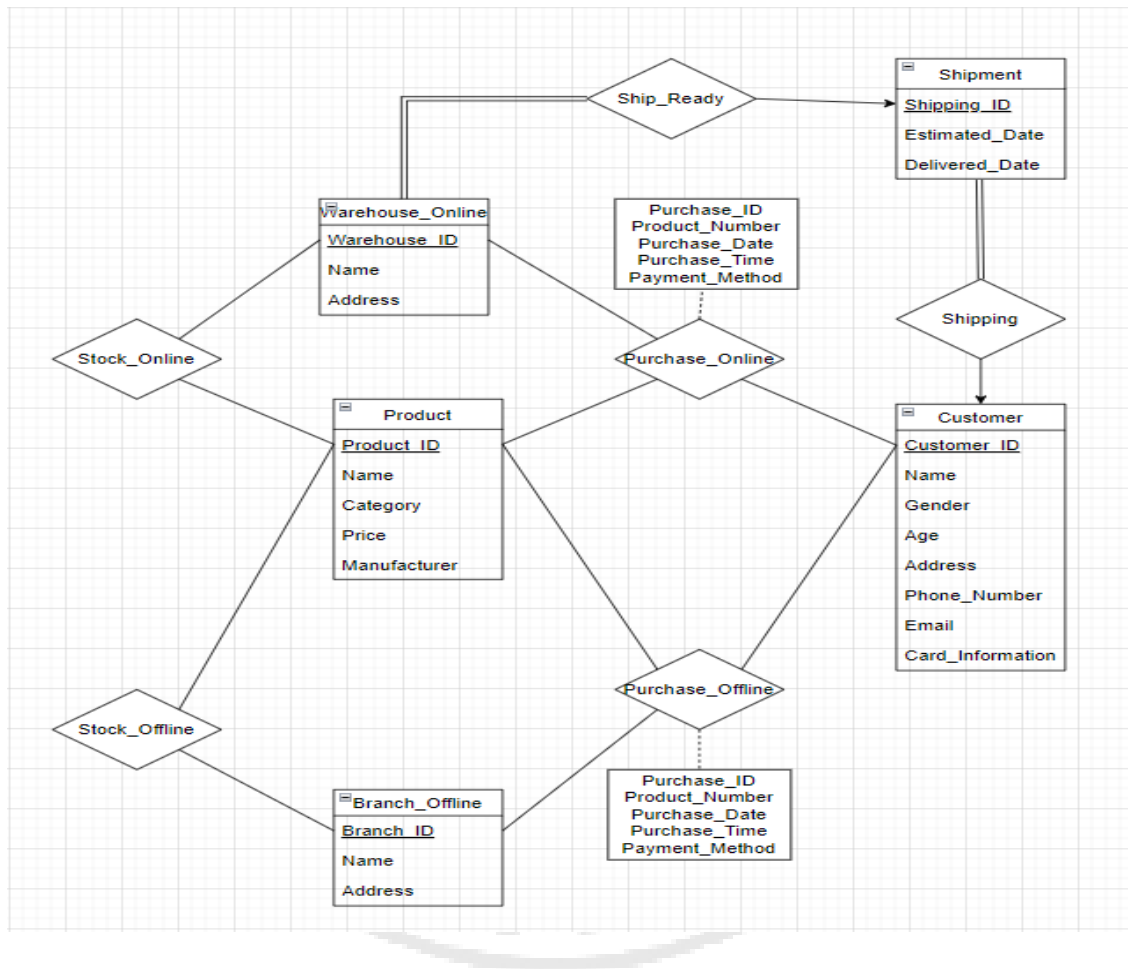 Ship_Ready
Shipment
Shipping_ID
Estimated_Date
Delivered_Date
Warehouse_Online
Warehouse_ID
Name
Address
Purchase_ID
Product_Number
Purchase_Date
Purchase_Time
Payment_Method
Shipping
Stock_Online
Purchase_Online
Product
Product_ID
Name
Category
Price
Manufacturer
Customer
Customer_ID
Name
Gender
Age
Address
Phone_Number
Email
Card_Information
Purchase_Offline
Stock_Offline
Purchase_ID
Product_Number
Purchase_Date
Purchase_Time
Payment_Method
Branch_Offline
Branch_ID
Name
Address